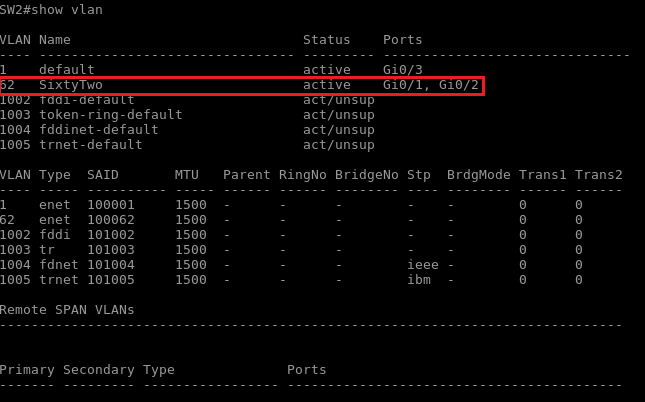 SW2#show vlan
VLAN Name                             Status    Ports
---- -------------------------------- --------- -------------------------------
1    default                          active    Gi0/3
62   SixtyTwo                         active    Gi0/1, Gi0/2
1002 fddi-default                     act/unsup
1003 token-ring-default               act/unsup
1004 fddinet-default                  act/unsup
1005 trnet-default                    act/unsup
VLAN Type  SAID       MTU   Parent RingNo BridgeNo Stp  BrdgMode Trans1 Trans2
---- ----- ---------- ----- ------ ------ -------- ---- -------- ------ ------
1    enet  100001     1500  -      -      -        -    -        0      0
62   enet  100062     1500  -      -      -        -    -        0      0
1002 fddi  101002     1500  -      -      -        -    -        0      0
1003 tr    101003     1500  -      -      -        -    -        0      0
1004 fdnet 101004     1500  -      -      -        ieee -        0      0
1005 trnet 101005     1500  -      -      -        ibm  -        0      0
Remote SPAN VLANs
------------------------------------------------------------------------------
Primary Secondary Type              Ports
------- --------- ----------------- ------------------------------------------